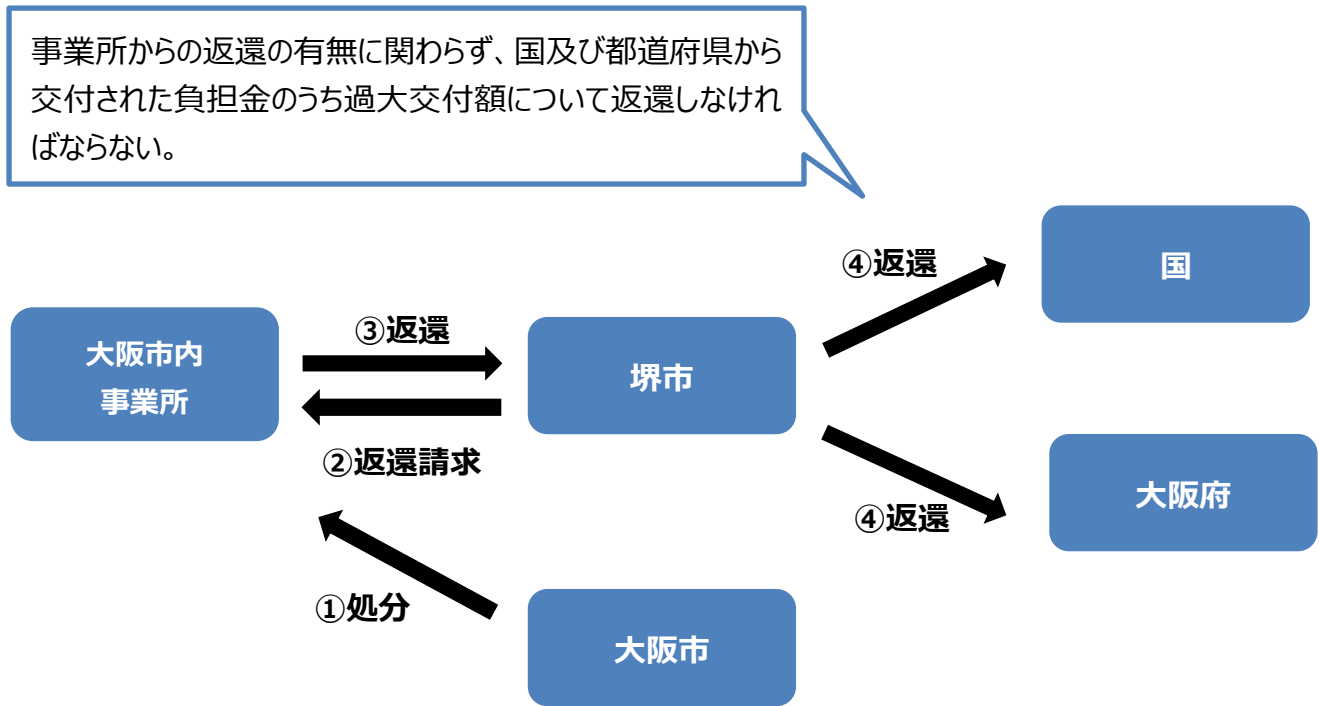 事業所からの返還の有無に関わらず、国及び都道府県から
交付された負担金のうち過大交付額について返還しなけれ
ばならない。
④返還
国
③返還
大阪市内
事業所
堺市
②返還請求
④返還
大阪府
①処分
大阪市